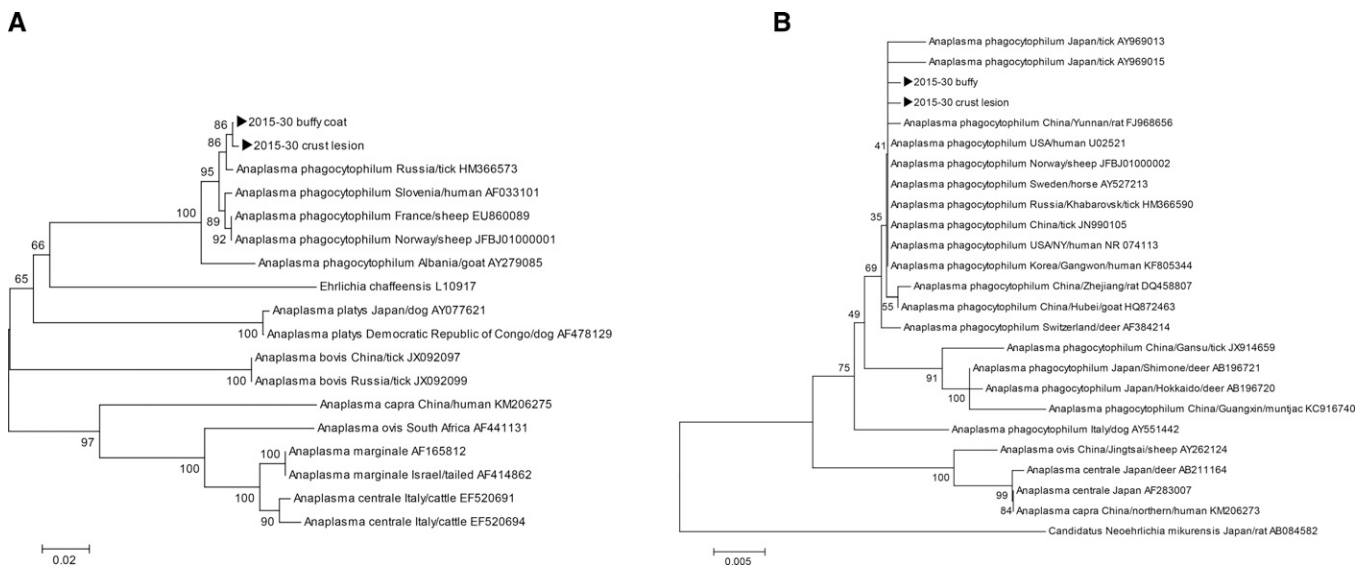 A
86
2015-30 buffy coat
86
2015-30 crust lesion
95
Anaplasma phagocytophilum Russia/tick HM366573
Anaplasma phagocytophilum Slovenia/human AF033101
100
89
Anaplasma phagocytophilum France/sheep EU860089
92
Anaplasma phagocytophilum Norway/sheep JFBJ01000001
66
Anaplasma phagocytophilum Albania/goat AY279085
65
Ehrlichia chaffeensis L10917
Anaplasma platys Japan/dog AY077621
100
Anaplasma platys Democratic Republic of Congo/dog AF478129
Anaplasma bovis China/tick JX092097
100
Anaplasma bovis Russia/tick JX092099
Anaplasma capra China/human KM206275
97
Anaplasma ovis South Africa AF441131
100
100
Anaplasma marginale AF165812
Anaplasma marginale Israel/tailed AF414862
100
Anaplasma centrale Italy/cattle EF520691
90
Anaplasma centrale Italy/cattle EF520694
0.02
B
Anaplasma phagocytophilum Japan/tick AY969013
Anaplasma phagocytophilum Japan/tick AY969015
2015-30 buffy
2015-30 crust lesion
Anaplasma phagocytophilum China/Yunnan/rat FJ968656
41
Anaplasma phagocytophilum USA/human U02521
Anaplasma phagocytophilum Norway/sheep JFBJ01000002
Anaplasma phagocytophilum Sweden/horse AY527213
Anaplasma phagocytophilum Russia/Khabarovsk/tick HM366590
35
Anaplasma phagocytophilum China/tick JN990105
Anaplasma phagocytophilum USA/NY/human NR 074113
69
Anaplasma phagocytophilum Korea/Gangwon/human KF805344
Anaplasma phagocytophilum China/Zhejiang/rat DQ458807
55
Anaplasma phagocytophilum China/Hubei/goat HQ872463
49
Anaplasma phagocytophilum Switzerland/deer AF384214
Anaplasma phagocytophilum China/Gansu/tick JX914659
75
91
Anaplasma phagocytophilum Japan/Shimone/deer AB196721
Anaplasma phagocytophilum Japan/Hokkaido/deer AB196720
100
Anaplasma phagocytophilum China/Guangxin/muntjac KC916740
Anaplasma phagocytophilum Italy/dog AY551442
Anaplasma ovis China/Jingtsai/sheep AY262124
100
Anaplasma centrale Japan/deer AB211164
99
Anaplasma centrale Japan AF283007
84
Anaplasma capra China/northern/human KM206273
Candidatus Neoehrlichia mikurensis Japan/rat AB084582
0.005